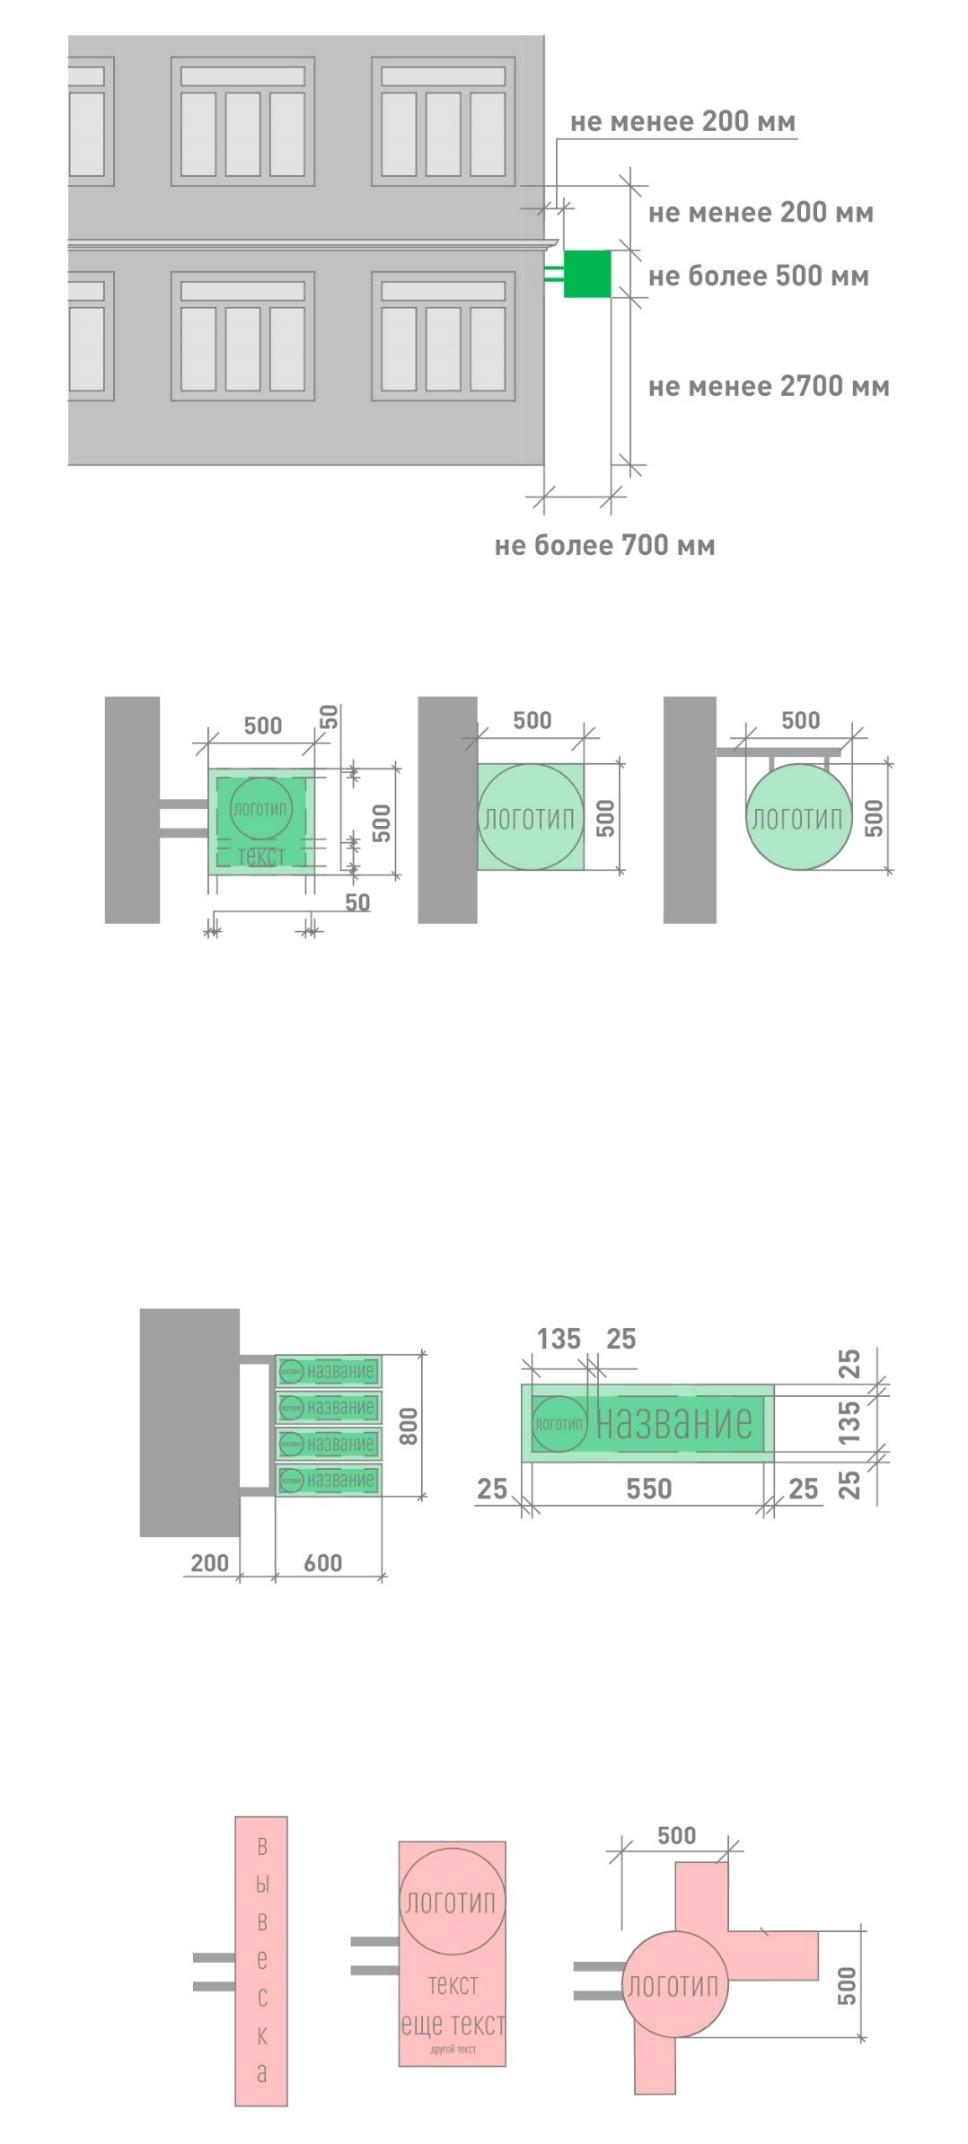 не менее 200 мм
не менее 200 мм
не более 500 мм
не менее 2700 мм
не более 700 мм
500
50
логотип
текст
500
50
500
логотип
500
500
логотип
500
логотип название
логотип название
логотип название
логотип название
800
200
600
135
25
25
логотип
название
135
25
550
25
25
в
ы
в
е
с
к
а
логотип
текст
еще текст
другой текст
500
логотип
500